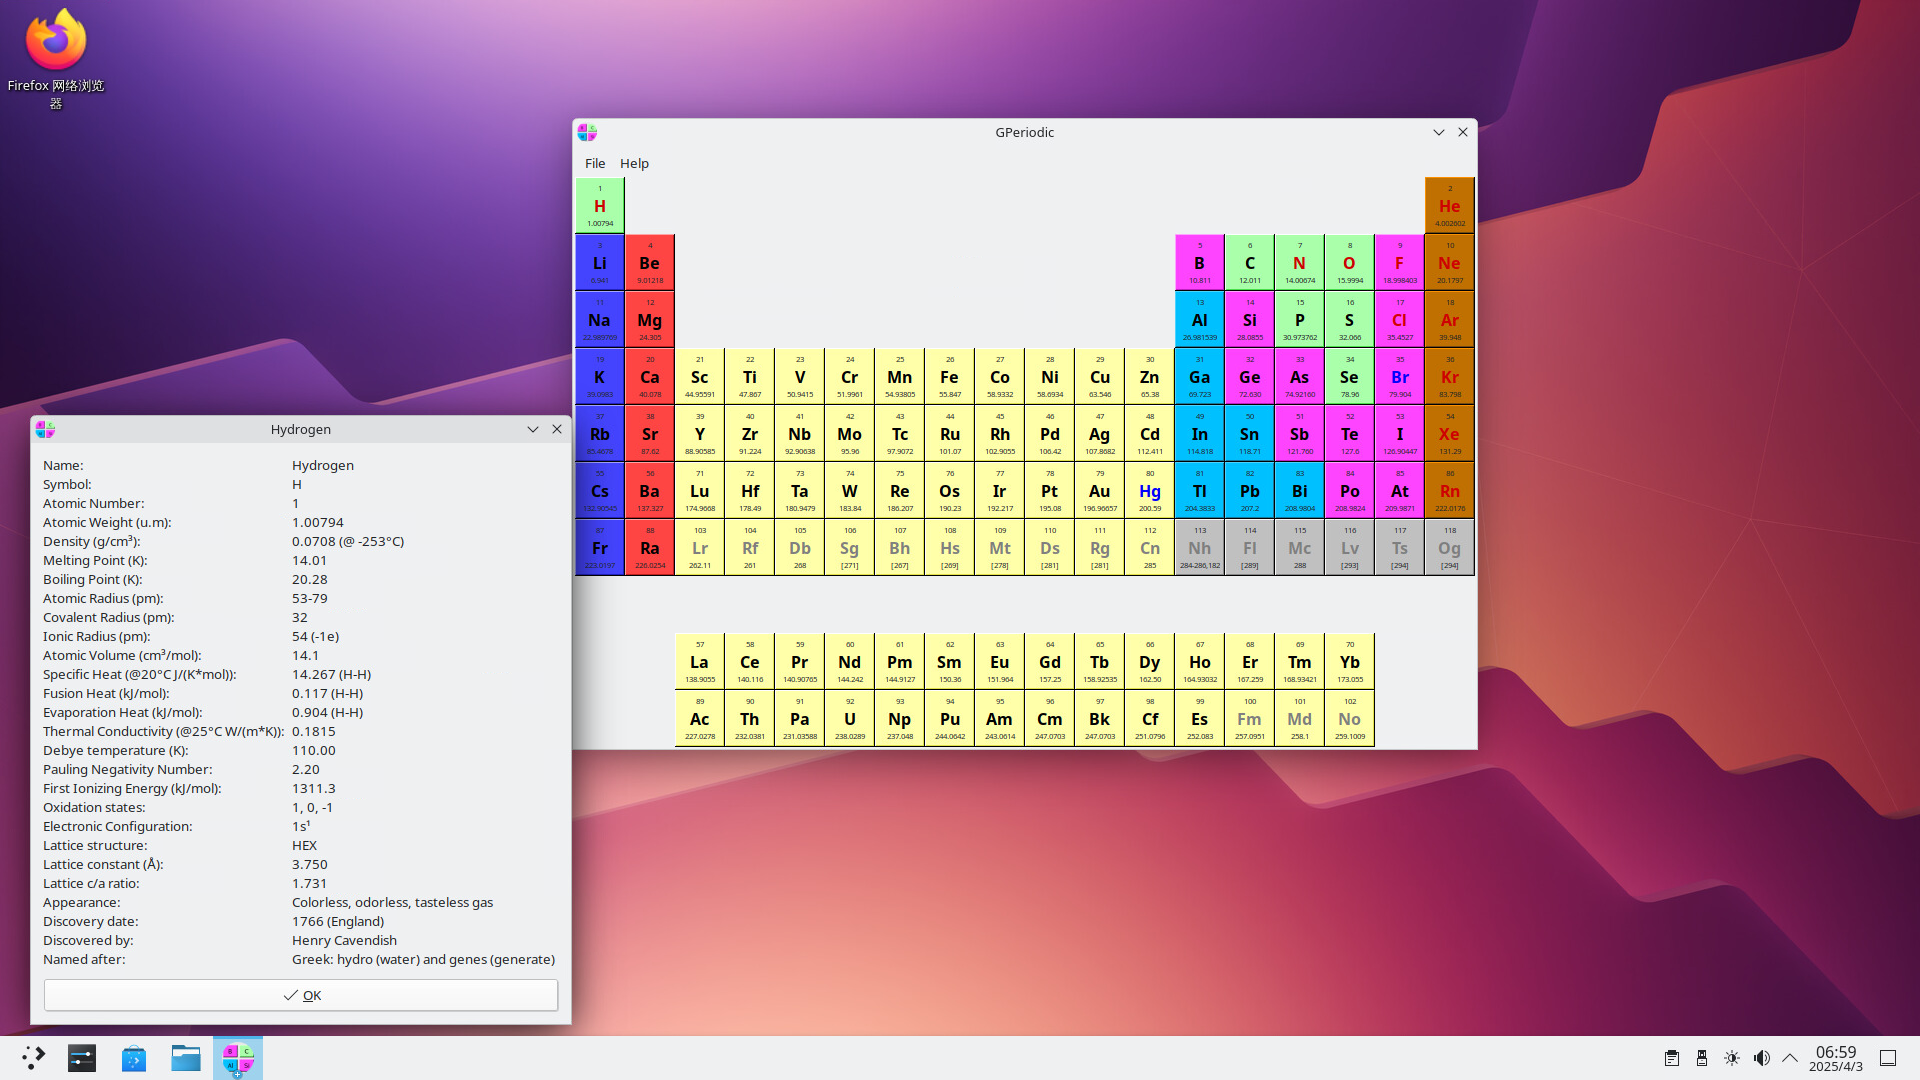 Firefox 网络浏览
器
GPeriodic
File Help
1 2
H He
1.00794 4.002602
3 4 5 6 7 8 9 10
Li Be B C N O F Ne
6.941 9.01218 10.811 12.011 14.00674 15.9994 18.998403 20.1797
11 12 13 14 15 16 17 18
Na Mg Al Si P S Cl Ar
22.989769 24.305 26.981539 28.0855 30.973762 32.066 35.4527 39.948
19 20 21 22 23 24 25 26 27 28 29 30 31 32 33 34 35 36
K Ca Sc Ti V Cr Mn Fe Co Ni Cu Zn Ga Ge As Se Br Kr
39.0983 40.078 44.95591 47.867 50.9415 51.9961 54.93805 55.847 58.9332 58.6934 63.546 65.38 69.723 72.630 74.92160 78.96 79.904 83.798
37 38 39 40 41 42 43 44 45 46 47 48 49 50 51 52 53 54
Rb Sr Y Zr Nb Mo Tc Ru Rh Pd Ag Cd In Sn Sb Te I Xe
85.4678 87.62 88.90585 91.224 92.90638 95.96 97.9072 101.07 102.9055 106.42 107.8682 112.411 114.818 118.71 121.760 127.6 126.90447 131.29
55 56 71 72 73 74 75 76 77 78 79 80 81 82 83 84 85 86
Cs Ba Lu Hf Ta W Re Os Ir Pt Au Hg Tl Pb Bi Po At Rn
132.90545 137.327 174.9668 178.49 180.9479 183.84 186.207 190.23 192.217 195.08 196.96657 200.59 204.3833 207.2 208.9804 208.9824 209.9871 222.0176
87 88 103 104 105 106 107 108 109 110 111 112 113 114 115 116 117 118
Fr Ra Lr Rf Db Sg Bh Hs Mt Ds Rg Cn Nh Fl Mc Lv Ts Og
223.0197 226.0254 262.11 261 268 [271] [267] [269] [278] [281] [281] 285 284.286,182 [289] 288 [293] [294] [294]
57 58 59 60 61 62 63 64 65 66 67 68 69 70
La Ce Pr Nd Pm Sm Eu Gd Tb Dy Ho Er Tm Yb
138.9055 140.116 140.90765 144.242 144.9127 150.36 151.964 157.25 158.92535 162.50 164.93032 167.259 168.93421 173.055
89 90 91 92 93 94 95 96 97 98 99 100 101 102
Ac Th Pa U Np Pu Am Cm Bk Cf Es Fm Md No
227.0278 232.0381 231.03588 238.0289 237.048 244.0642 243.0614 247.0703 247.0703 251.0796 252.083 257.0951 258.1 259.1009
Hydrogen
Name: Hydrogen
Symbol: H
Atomic Number: 1
Atomic Weight (u.m): 1.00794
Density (g/cm³): 0.0708 (@ -253°C)
Melting Point (K): 14.01
Boiling Point (K): 20.28
Atomic Radius (pm): 53-79
Covalent Radius (pm): 32
Ionic Radius (pm): 54 (-1e)
Atomic Volume (cm³/mol): 14.1
Specific Heat (@20°C J/(K*mol)): 14.267 (H-H)
Fusion Heat (kJ/mol): 0.117 (H-H)
Evaporation Heat (kJ/mol): 0.904 (H-H)
Thermal Conductivity (@25°C W/(m*K)): 0.1815
Debye temperature (K): 110.00
Pauling Negativity Number: 2.20
First Ionizing Energy (kJ/mol): 1311.3
Oxidation states: 1, 0, -1
Electronic Configuration: 1s¹
Lattice structure: HEX
Lattice constant (Å): 3.750
Lattice c/a ratio: 1.731
Appearance: Colorless, odorless, tasteless gas
Discovery date: 1766 (England)
Discovered by: Henry Cavendish
Named after: Greek: hydro (water) and genes (generate)
OK
B C
Al Si
06:59
2025/4/3